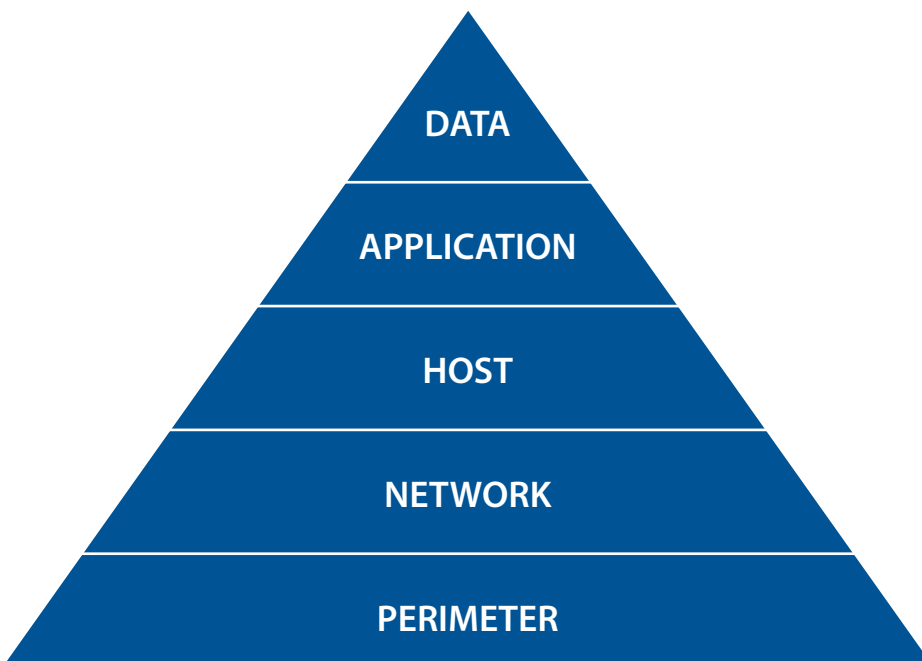 DATA
APPLICATION
HOST
NETWORK
PERIMETER